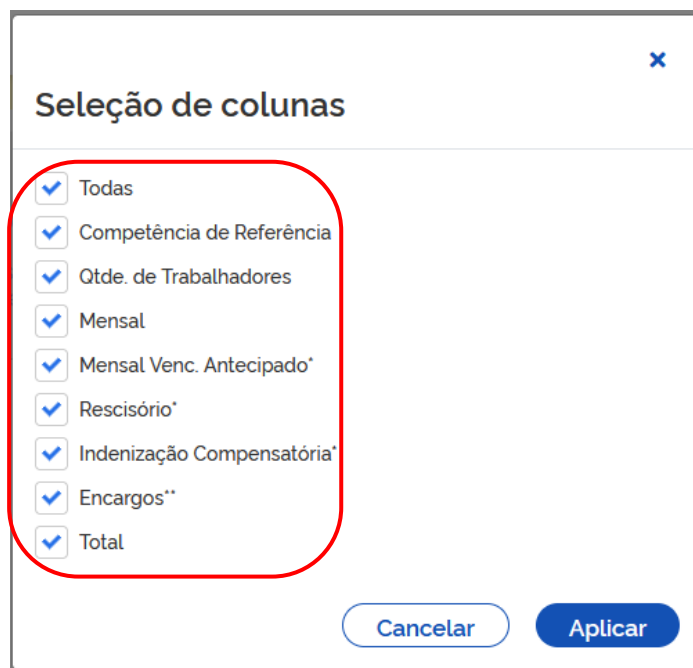 Seleção de colunas
Todas
Competência de Referência
Qtde. de Trabalhadores
Mensal
Mensal Venc. Antecipado*
Rescisório*
Indenização Compensatória*
Encargos**
Total
Cancelar Aplicar